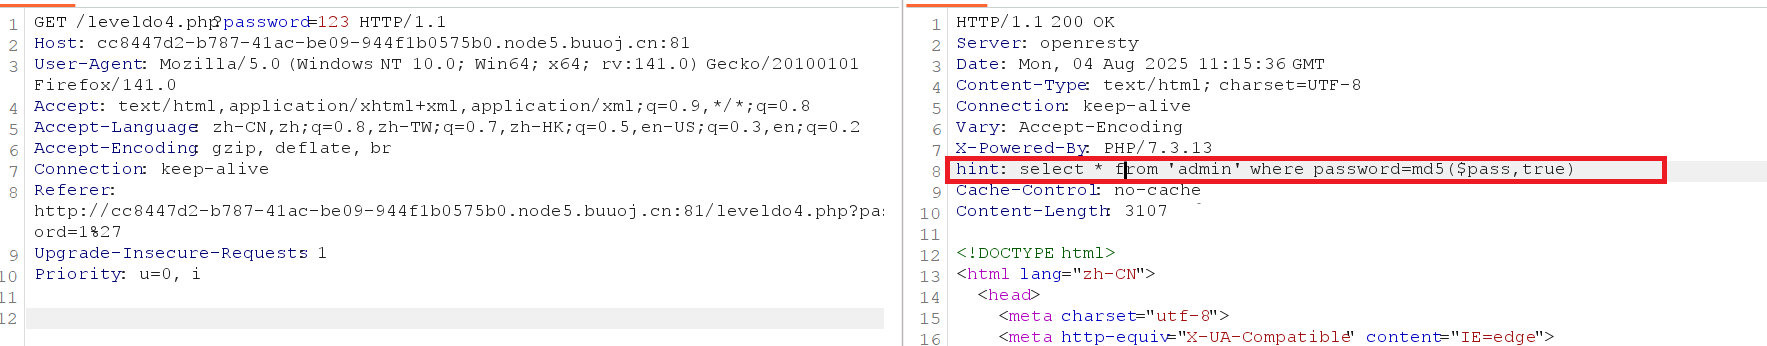 1 GET /leveldo4.php?password=123 HTTP/1.1
2 Host: cc8447d2-b787-41ac-be09-944f1b0575b0.node5.buuoj.cn:81
3 User-Agent: Mozilla/5.0 (Windows NT 10.0; Win64; x64; rv:141.0) Gecko/20100101
Firefox/141.0
4 Accept: text/html,application/xhtml+xml,application/xml;q=0.9,*/*;q=0.8
5 Accept-Language: zh-CN,zh;q=0.8,zh-TW;q=0.7,zh-HK;q=0.5,en-US;q=0.3,en;q=0.2
6 Accept-Encoding: gzip, deflate, br
7 Connection: keep-alive
8 Referer:
http://cc8447d2-b787-41ac-be09-944f1b0575b0.node5.buuoj.cn:81/leveldo4.php?pas
ord=1%27
9 Upgrade-Insecure-Requests: 1
10 Priority: u=0, i
11
12
1 HTTP/1.1 200 OK
2 Server: openresty
3 Date: Mon, 04 Aug 2025 11:15:36 GMT
4 Content-Type: text/html; charset=UTF-8
5 Connection: keep-alive
6 Vary: Accept-Encoding
7 X-Powered-By: PHP/7.3.13
8 hint: select * from 'admin' where password=md5($pass,true)
9 Cache-Control: no-cache
10 Content-Length: 3107
11
12 <!DOCTYPE html>
13 <html lang="zh-CN">
14 <head>
15 <meta charset="utf-8">
16 <meta http-equiv="X-UA-Compatible" content="IE=edge">